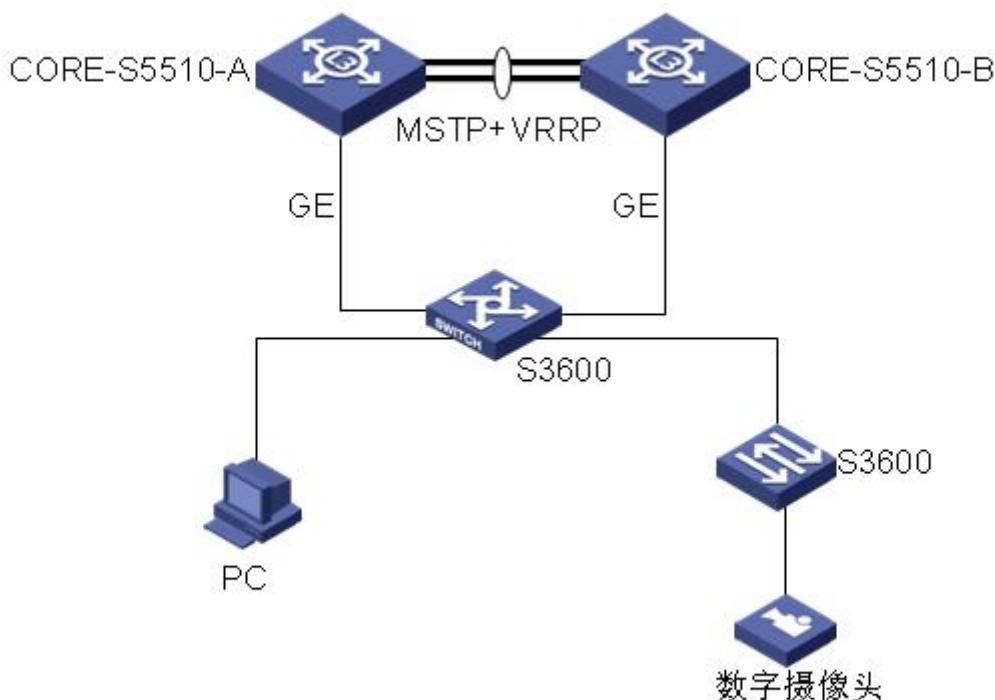 CORE-S5510-A
CORE-S5510-B
MSTP+VRRP
GE
GE
SWITCH
S3600
S3600
PC
数字摄像头